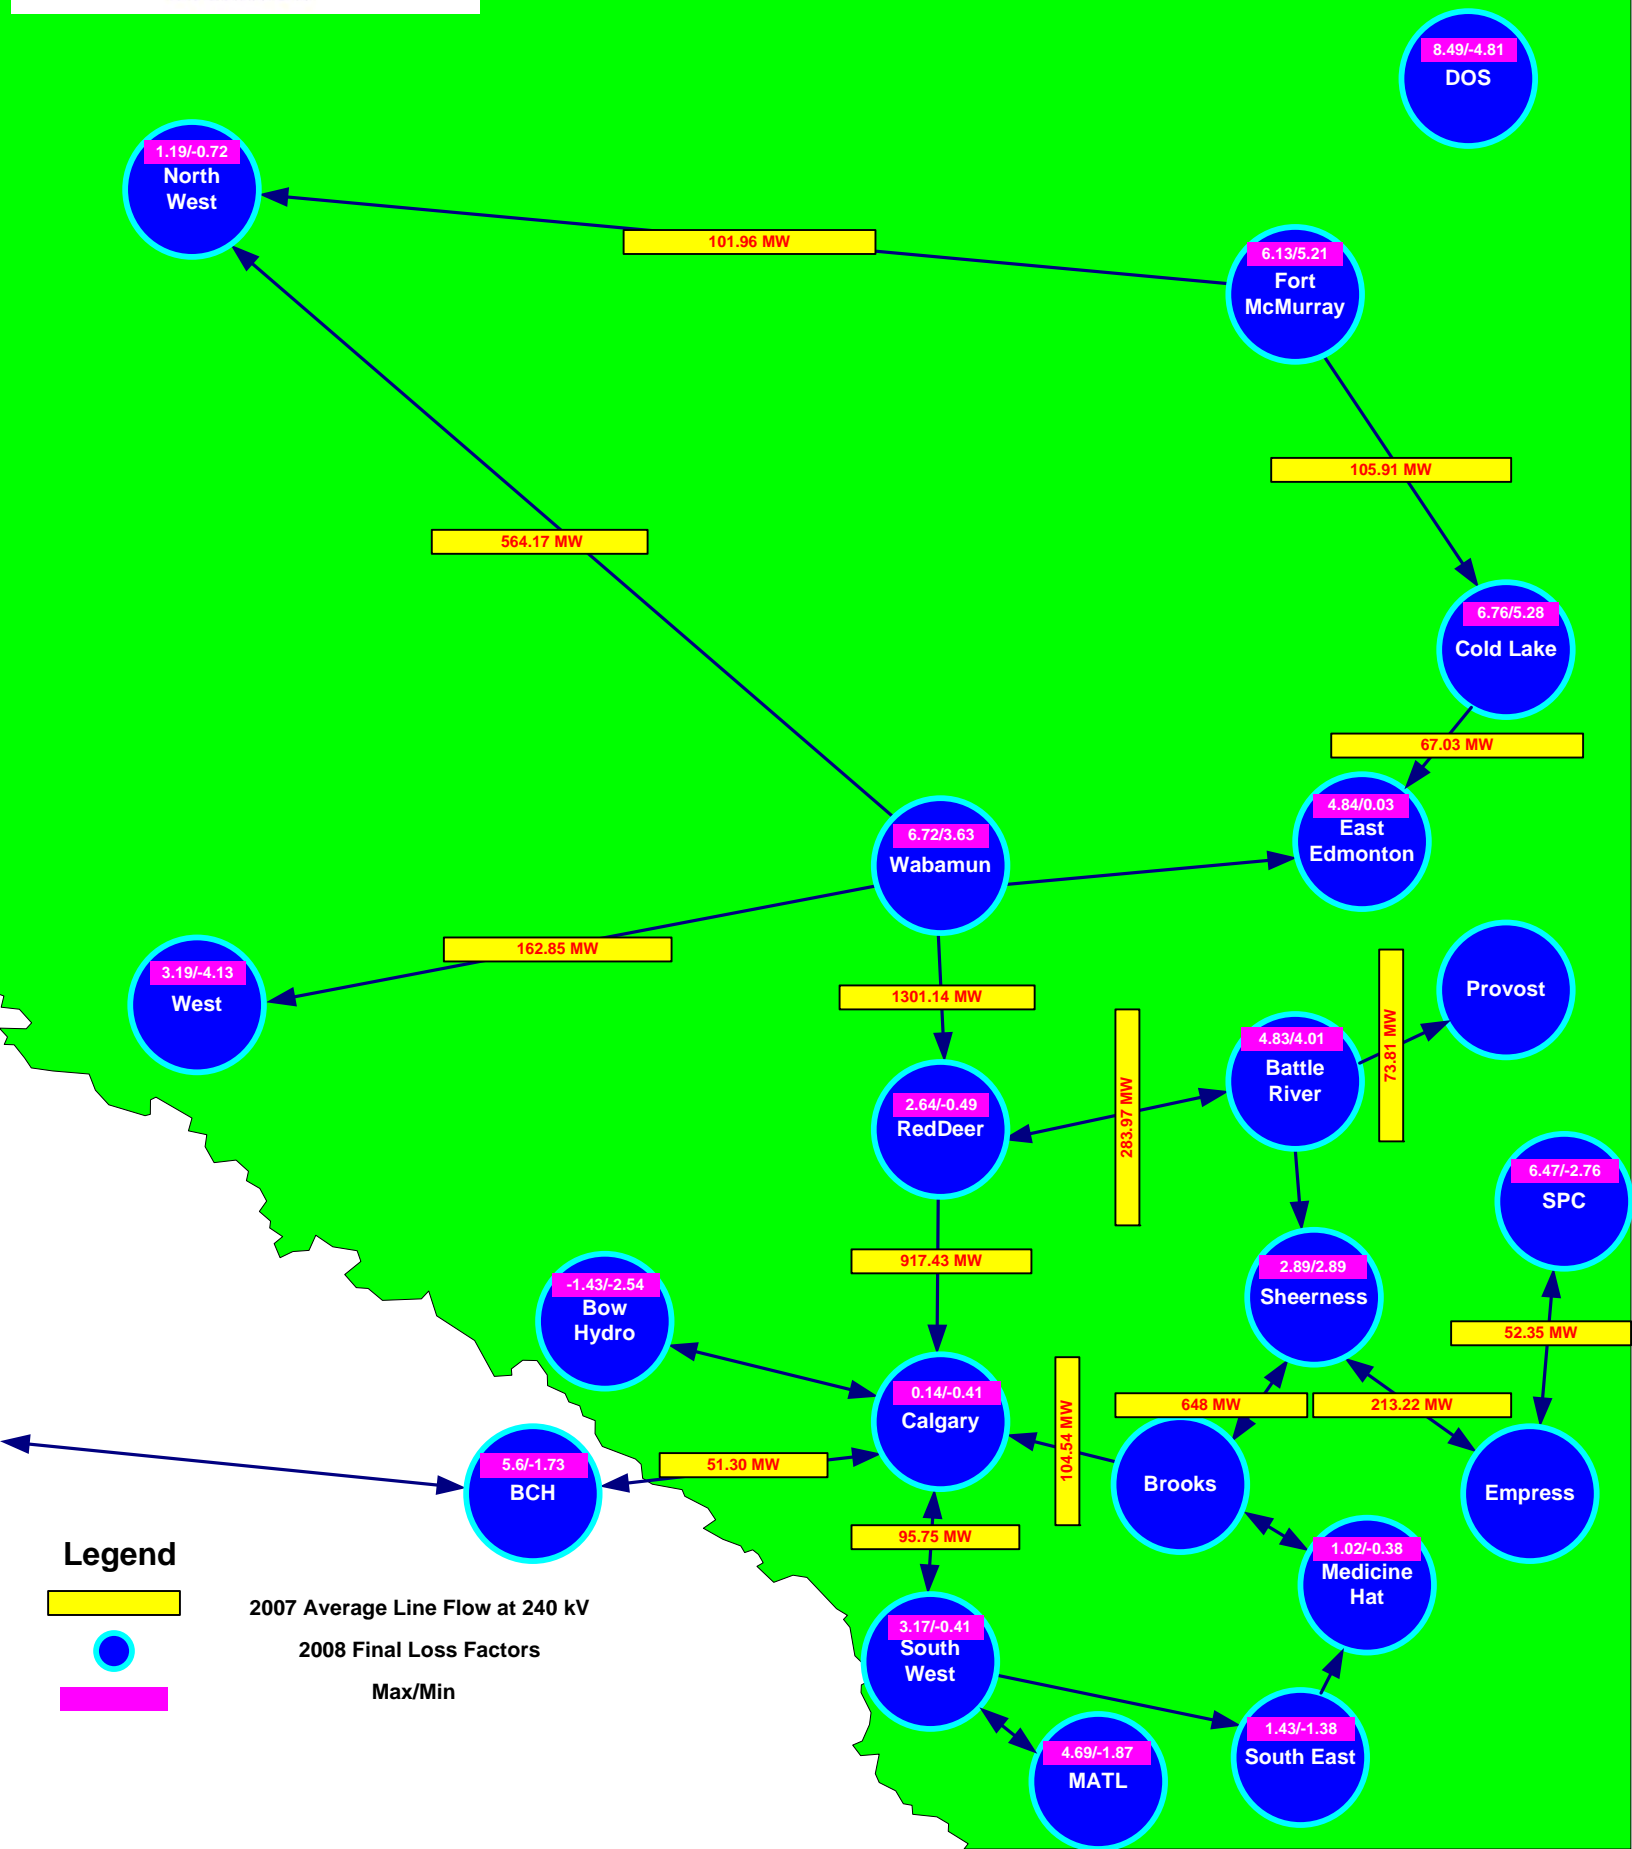 8.49/-4.81
DOS
1.19/-0.72
North
West
101.96 MW
6.13/5.21
Fort
McMurray
105.91 MW
564.17 MW
6.76/5.28
Cold Lake
67.03 MW
4.84/0.03
East
Edmonton
6.72/3.63
Wabamun
162.85 MW
3.19/-4.13
West
1301.14 MW
Provost
73.81 MW
4.83/4.01
Battle
River
283.97 MW
2.64/-0.49
RedDeer
6.47/-2.76
SPC
917.43 MW
2.89/2.89
Sheerness
-1.43/-2.54
Bow
Hydro
52.35 MW
0.14/-0.41
Calgary
104.54 MW
648 MW
213.22 MW
5.6/-1.73
BCH
51.30 MW
Brooks
Empress
95.75 MW
1.02/-0.38
Medicine
Hat
Legend
2007 Average Line Flow at 240 kV
2008 Final Loss Factors
Max/Min
3.17/-0.41
South
West
1.43/-1.38
South East
4.69/-1.87
MATL